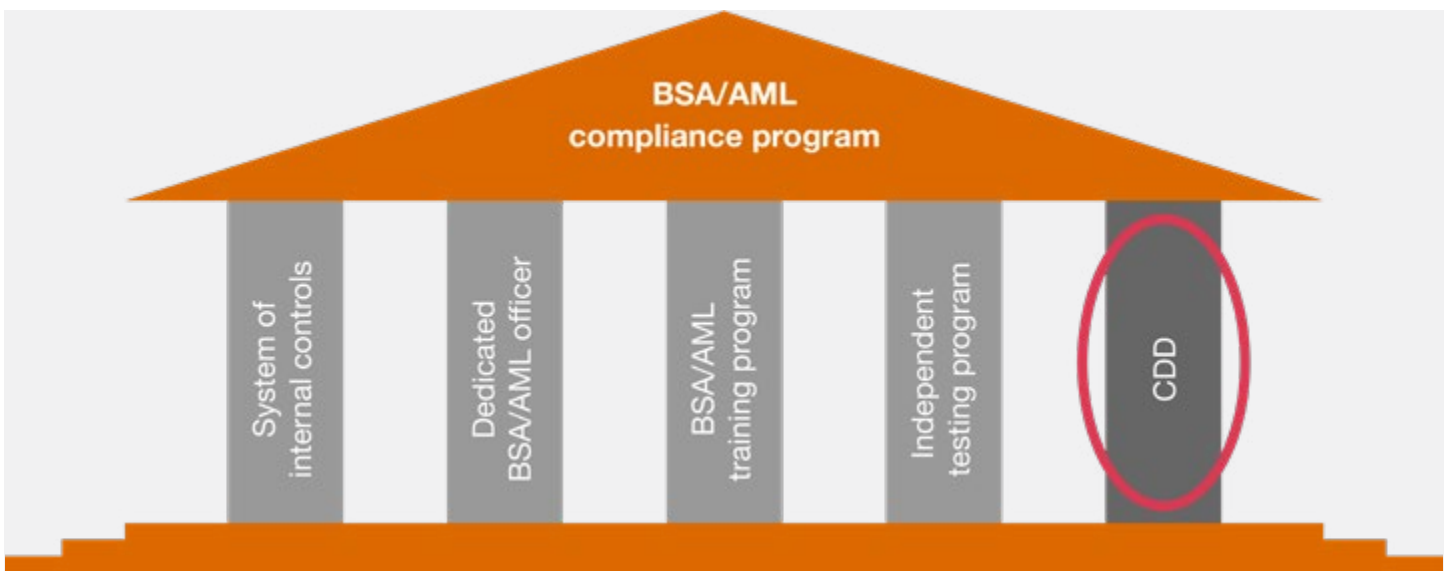 BSA/AML
compliance program
System of
internal controls
Dedicated
BSA/AML officer
BSA/AML
training program
Independent
testing program
CDD